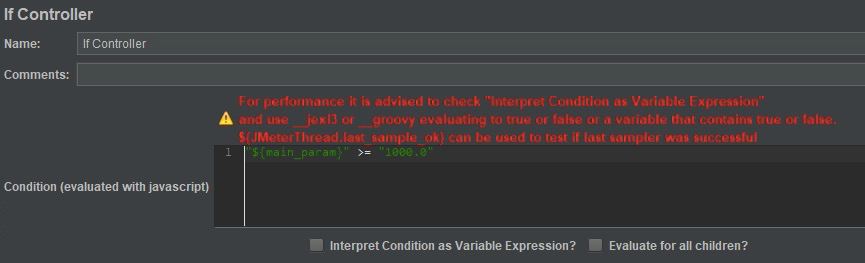 If Controller
Name: If Controller
Comments:
For performance it is advised to check "Interpret Condition as Variable Expression"
and use __jexl3 or __groovy evaluating to true or false or a variable that contains true or false.
${JMeterThread.last_sample_ok} can be used to test if last sampler was successful
1 "${main_param}" >= "1000.0"
Condition (evaluated with javascript)
Interpret Condition as Variable Expression? Evaluate for all children?